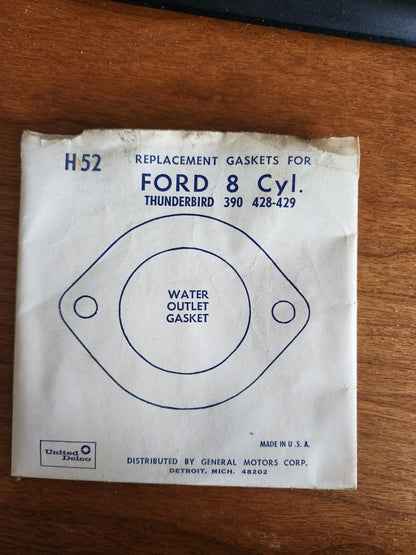 H52 REPLACEMENT GASKETS FOR
FORD 8 Cyl.
THUNDERBIRD 390 428-429
WATER
OUTLET
GASKET
MADE IN U.S.A.
United
Delco
DISTRIBUTED BY GENERAL MOTORS CORP.
DETROIT, MICH. 48202